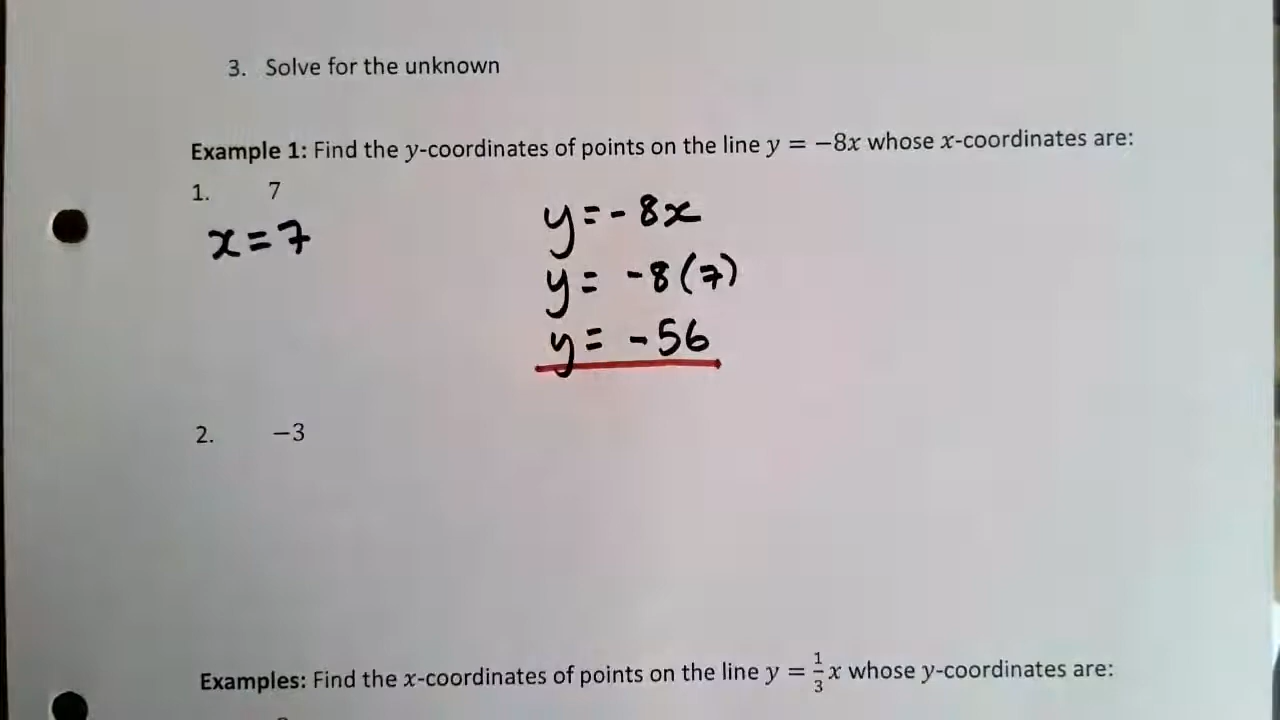 3. Solve for the unknown
Example 1: Find the y-coordinates of points on the line y = −8x whose x-coordinates are:
1. 7
x = 7
y = - 8x
y = -8(7)
y = -56
2. −3
Examples: Find the x-coordinates of points on the line y = 1/3 x whose y-coordinates are: